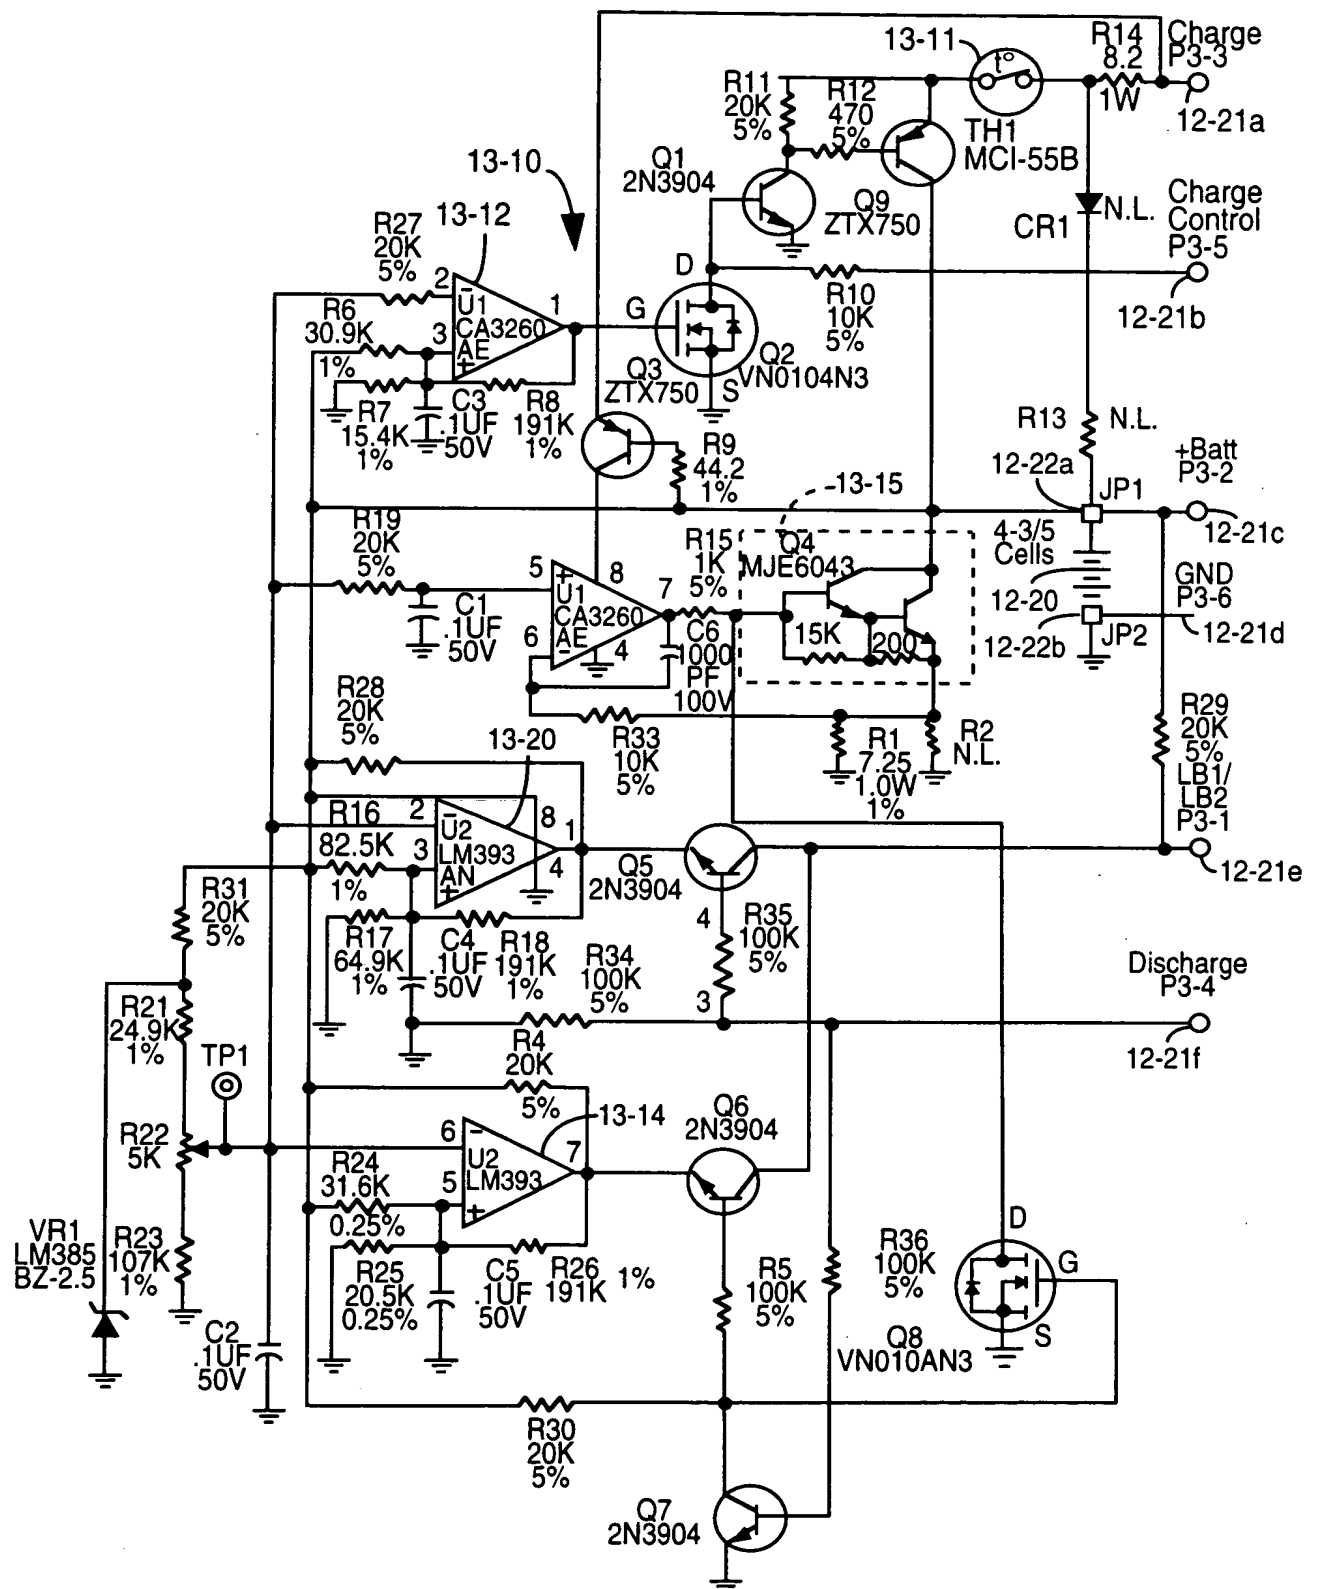 13-11
R14
8.2
1W
Charge
P3-3
12-21a
t°
R11
20K
5%
R12
470
5%
TH1
MCI-55B
Q1
2N3904
Q9
ZTX750
13-10
Charge
Control
P3-5
12-21b
CR1
N.L.
13-12
R27
20K
5%
R6
30.9K
1%
2
-
U1
CA3260
AE
+
3
1
R7
15.4K
1%
C3
.1UF
50V
R8
191K
1%
D
G
S
Q2
VN0104N3
R10
10K
5%
Q3
ZTX750
R9
44.2
1%
R13
N.L.
12-22a
JP1
+Batt
P3-2
12-21c
13-15
R19
20K
5%
R15
1K
5%
Q4
MJE6043
4-3/5
Cells
12-20
12-22b
JP2
GND
P3-6
12-21d
5
+
U1
CA3260
AE
-
6
8
7
4
C1
.1UF
50V
C6
1000
PF
100V
15K
200
R28
20K
5%
13-20
R33
10K
5%
R1
7.25
1.0W
1%
R2
N.L.
R29
20K
5%
LB1/
LB2
P3-1
12-21e
R16
82.5K
1%
2
-
U2
LM393
AN
+
3
8
1
4
Q5
2N3904
R31
20K
5%
R17
64.9K
1%
C4
.1UF
50V
R18
191K
1%
R34
100K
5%
4
R35
100K
5%
3
Discharge
P3-4
12-21f
R21
24.9K
1%
TP1
R4
20K
5%
13-14
Q6
2N3904
R22
5K
6
-
U2
LM393
5
+
7
R24
31.6K
0.25%
R25
20.5K
0.25%
C5
.1UF
50V
R26
191K
1%
R5
100K
5%
R36
100K
5%
D
G
S
Q8
VN010AN3
VR1
LM385
BZ-2.5
R23
107K
1%
C2
.1UF
50V
R30
20K
5%
Q7
2N3904